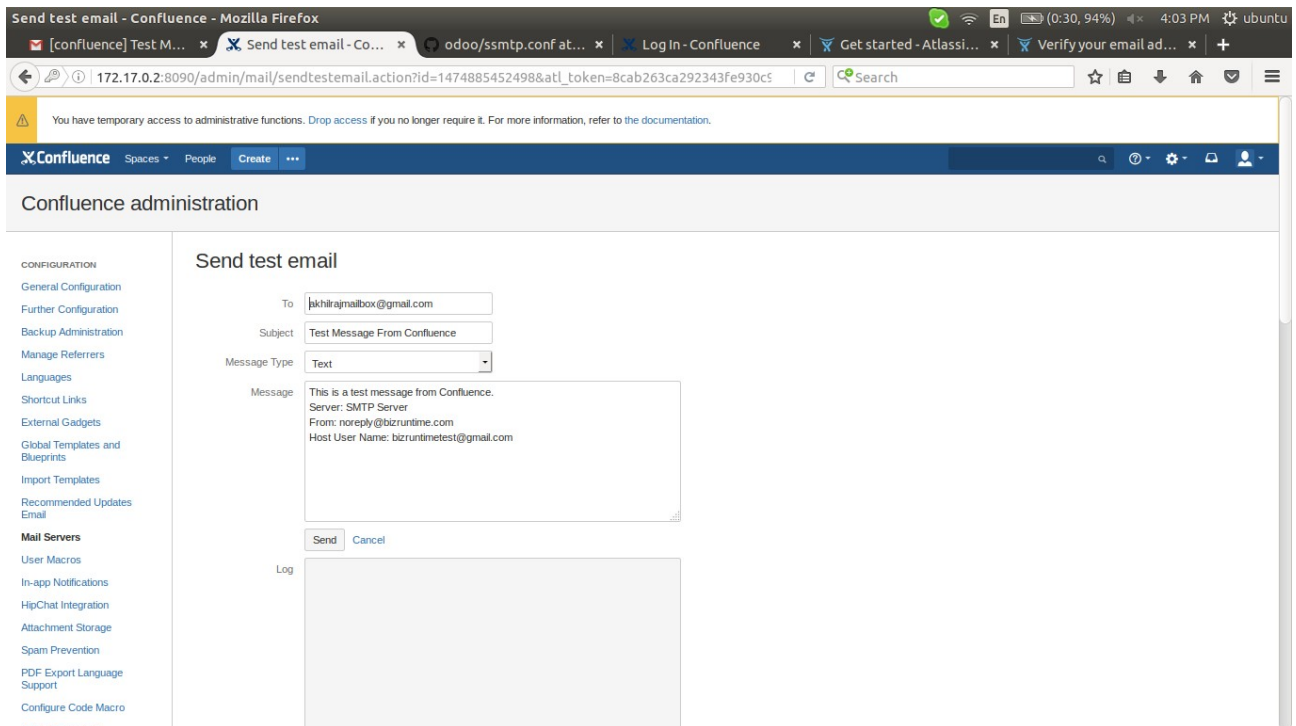 Send test email - Confluence - Mozilla Firefox
En (0:30, 94%) 4:03 PM ubuntu
[confluence] Test M... × Send test email - Co... × odoo/ssmtp.conf at... × Log In - Confluence × Get started - Atlassi... × Verify your email ad... × +
172.17.0.2:8090/admin/mail/sendtestemail.action?id=1474885452498&atl_token=8cab263ca292343fe930c9 Search
You have temporary access to administrative functions. Drop access if you no longer require it. For more information, refer to the documentation.
Confluence Spaces People Create •••
Confluence administration
CONFIGURATION
General Configuration
Further Configuration
Backup Administration
Manage Referrers
Languages
Shortcut Links
External Gadgets
Global Templates and
Blueprints
Import Templates
Recommended Updates
Email
Mail Servers
User Macros
In-app Notifications
HipChat Integration
Attachment Storage
Spam Prevention
PDF Export Language
Support
Configure Code Macro
Send test email
To akhilrajmailbox@gmail.com
Subject Test Message From Confluence
Message Type Text
Message This is a test message from Confluence.
Server: SMTP Server
From: noreply@bizruntime.com
Host User Name: bizruntimetest@gmail.com
Send Cancel
Log